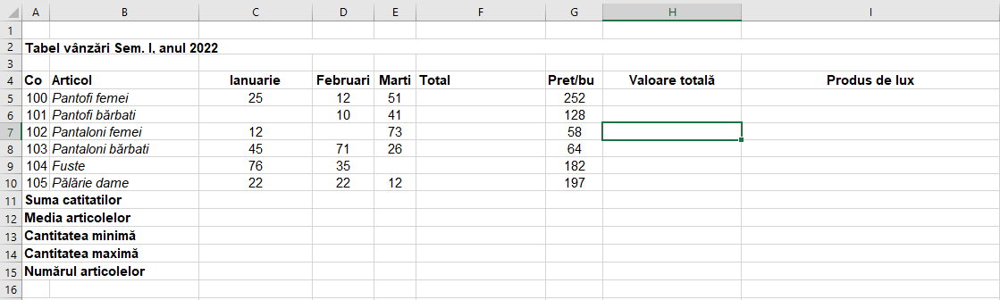 A B C D E F G H I
1
2 Tabel vânzări Sem. I, anul 2022
3
4 Co Articol Ianuarie Februari Marti Total Pret/bu Valoare totală Produs de lux
5 100 Pantofi femei 25 12 51 252
6 101 Pantofi bărbati 10 41 128
7 102 Pantaloni femei 12 73 58
8 103 Pantaloni bărbati 45 71 26 64
9 104 Fuste 76 35 182
10 105 Pălărie dame 22 22 12 197
11 Suma catitatilor
12 Media articolelor
13 Cantitatea minimă
14 Cantitatea maximă
15 Numărul articolelor
16